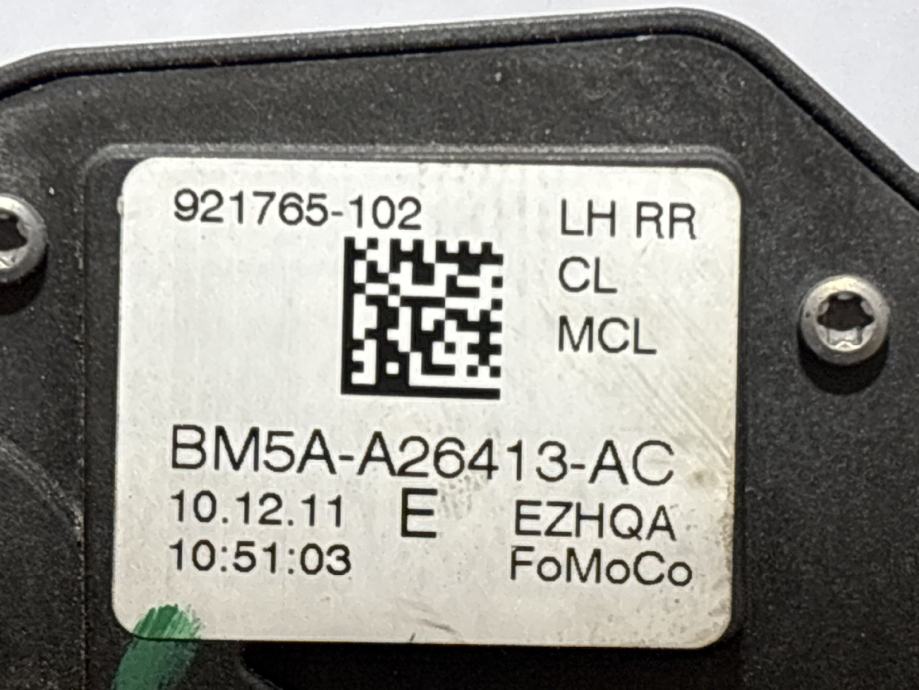 921765-102 LH RR
CL
MCL
BM5A-A26413-AC
10.12.11 E EZHQA
10:51:03 FoMoCo